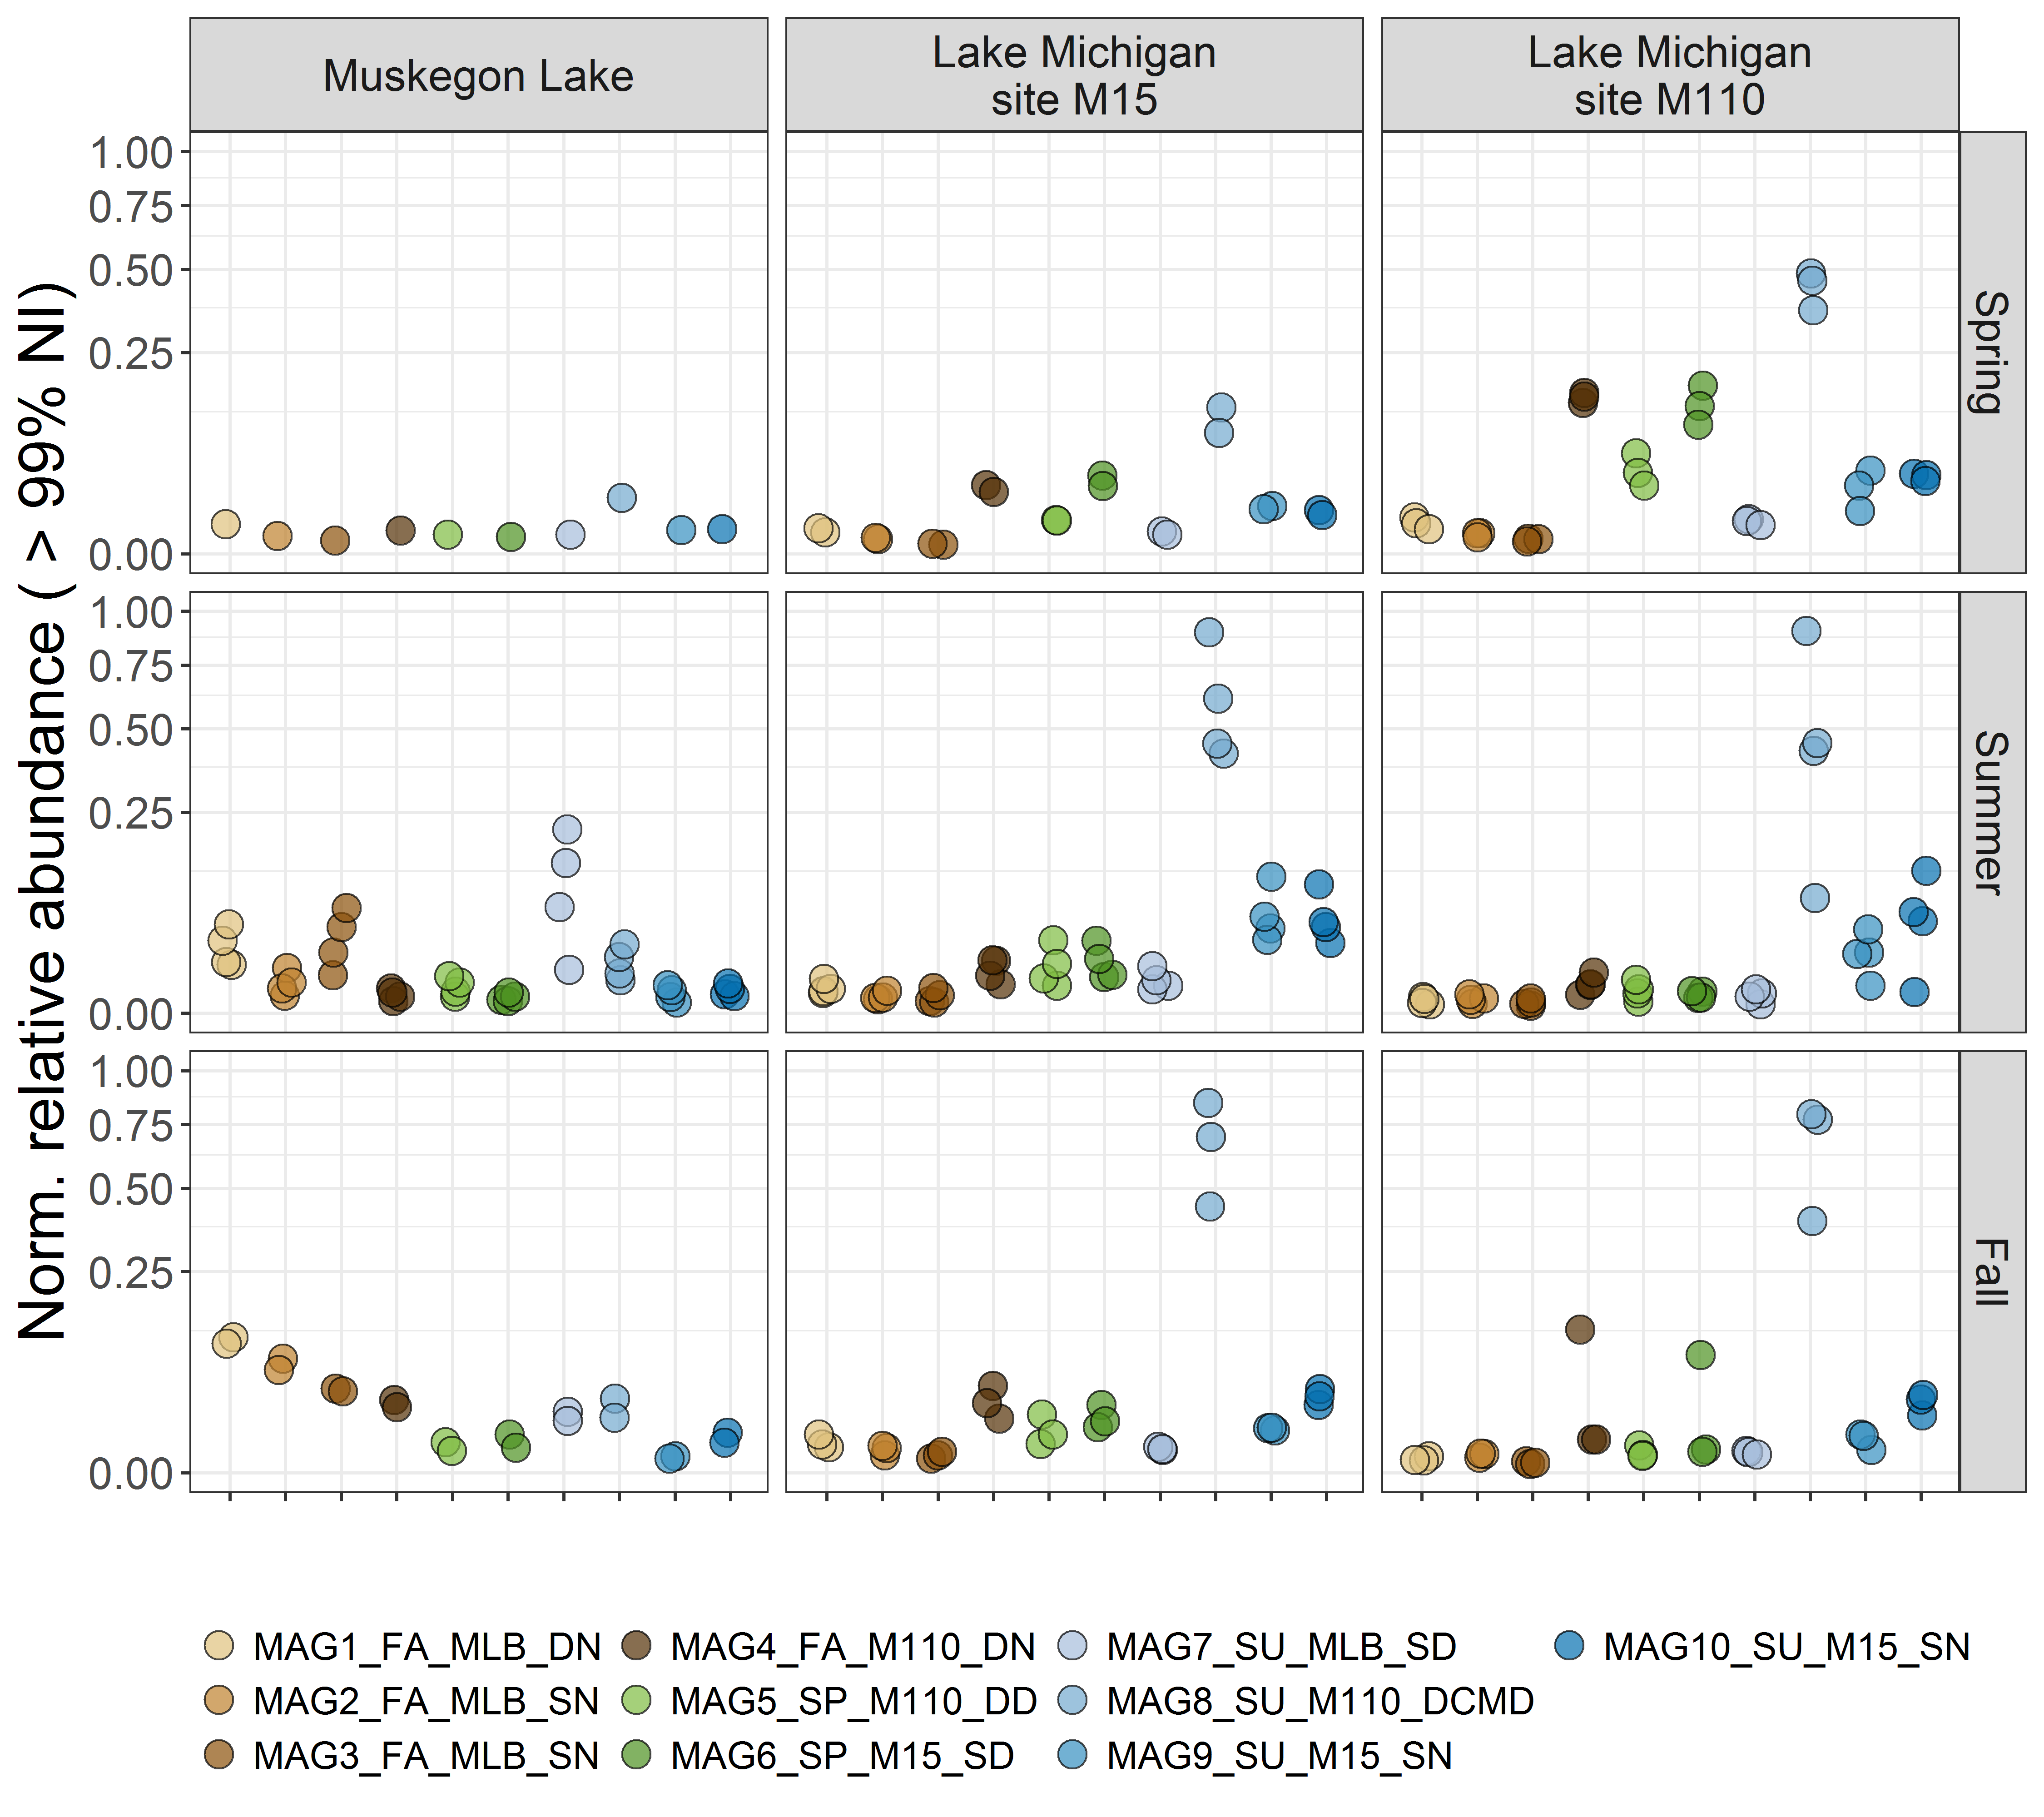 Muskegon Lake
Lake Michigan
site M15
Lake Michigan
site M110
Norm. relative abundance ( > 99% NI)
1.00
0.75
0.50
0.25
0.00
Spring
1.00
0.75
0.50
0.25
0.00
Summer
1.00
0.75
0.50
0.25
0.00
Fall
MAG1_FA_MLB_DN
MAG2_FA_MLB_SN
MAG3_FA_MLB_SN
MAG4_FA_M110_DN
MAG5_SP_M110_DD
MAG6_SP_M15_SD
MAG7_SU_MLB_SD
MAG8_SU_M110_DCMD
MAG9_SU_M15_SN
MAG10_SU_M15_SN